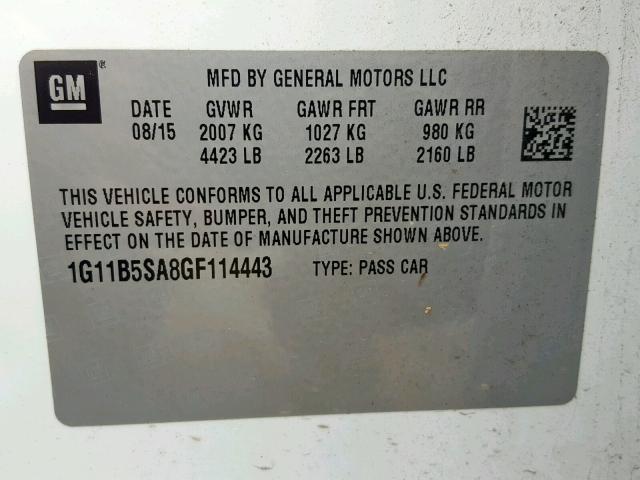 GM ®
MFD BY GENERAL MOTORS LLC
DATE GVWR GAWR FRT GAWR RR
08/15 2007 KG 1027 KG 980 KG
4423 LB 2263 LB 2160 LB
THIS VEHICLE CONFORMS TO ALL APPLICABLE U.S. FEDERAL MOTOR
VEHICLE SAFETY, BUMPER, AND THEFT PREVENTION STANDARDS IN
EFFECT ON THE DATE OF MANUFACTURE SHOWN ABOVE.
1G11B5SA8GF114443 TYPE: PASS CAR